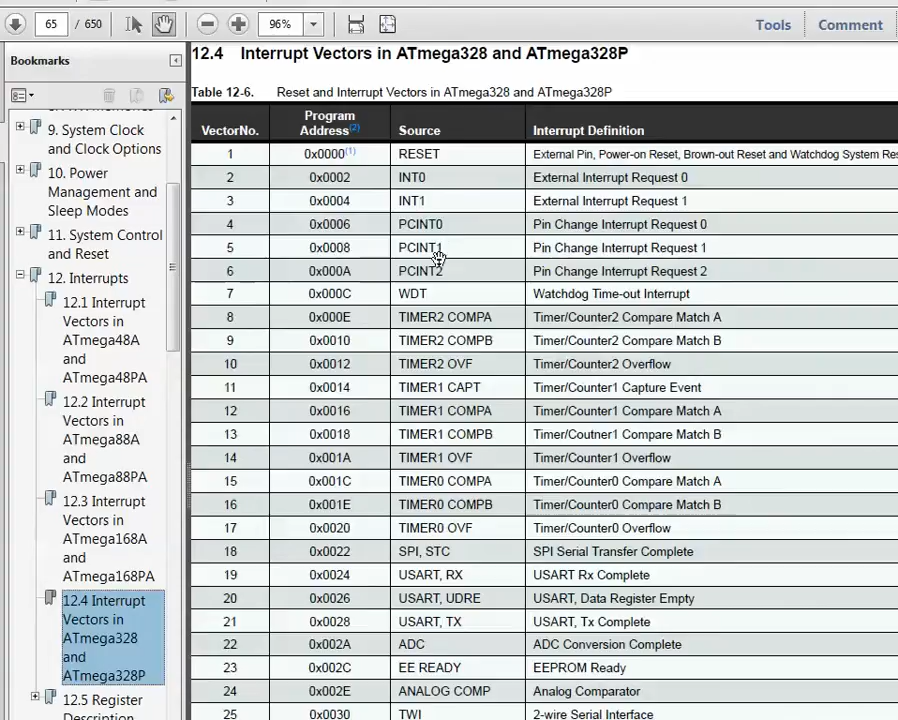 65 / 650
96%
Tools
Comment
Bookmarks
9. System Clock
and Clock Options
10. Power
Management and
Sleep Modes
11. System Control
and Reset
12. Interrupts
12.1 Interrupt
Vectors in
ATmega48A
and
ATmega48PA
12.2 Interrupt
Vectors in
ATmega88A
and
ATmega88PA
12.3 Interrupt
Vectors in
ATmega168A
and
ATmega168PA
12.4 Interrupt
Vectors in
ATmega328
and
ATmega328P
12.5 Register
Description
12.4 Interrupt Vectors in ATmega328 and ATmega328P
Table 12-6. Reset and Interrupt Vectors in ATmega328 and ATmega328P
VectorNo. Program Address(2) Source Interrupt Definition
1 0x0000(1) RESET External Pin, Power-on Reset, Brown-out Reset and Watchdog System Res
2 0x0002 INT0 External Interrupt Request 0
3 0x0004 INT1 External Interrupt Request 1
4 0x0006 PCINT0 Pin Change Interrupt Request 0
5 0x0008 PCINT1 Pin Change Interrupt Request 1
6 0x000A PCINT2 Pin Change Interrupt Request 2
7 0x000C WDT Watchdog Time-out Interrupt
8 0x000E TIMER2 COMPA Timer/Counter2 Compare Match A
9 0x0010 TIMER2 COMPB Timer/Counter2 Compare Match B
10 0x0012 TIMER2 OVF Timer/Counter2 Overflow
11 0x0014 TIMER1 CAPT Timer/Counter1 Capture Event
12 0x0016 TIMER1 COMPA Timer/Counter1 Compare Match A
13 0x0018 TIMER1 COMPB Timer/Coutner1 Compare Match B
14 0x001A TIMER1 OVF Timer/Counter1 Overflow
15 0x001C TIMER0 COMPA Timer/Counter0 Compare Match A
16 0x001E TIMER0 COMPB Timer/Counter0 Compare Match B
17 0x0020 TIMER0 OVF Timer/Counter0 Overflow
18 0x0022 SPI, STC SPI Serial Transfer Complete
19 0x0024 USART, RX USART Rx Complete
20 0x0026 USART, UDRE USART, Data Register Empty
21 0x0028 USART, TX USART, Tx Complete
22 0x002A ADC ADC Conversion Complete
23 0x002C EE READY EEPROM Ready
24 0x002E ANALOG COMP Analog Comparator
25 0x0030 TWI 2-wire Serial Interface